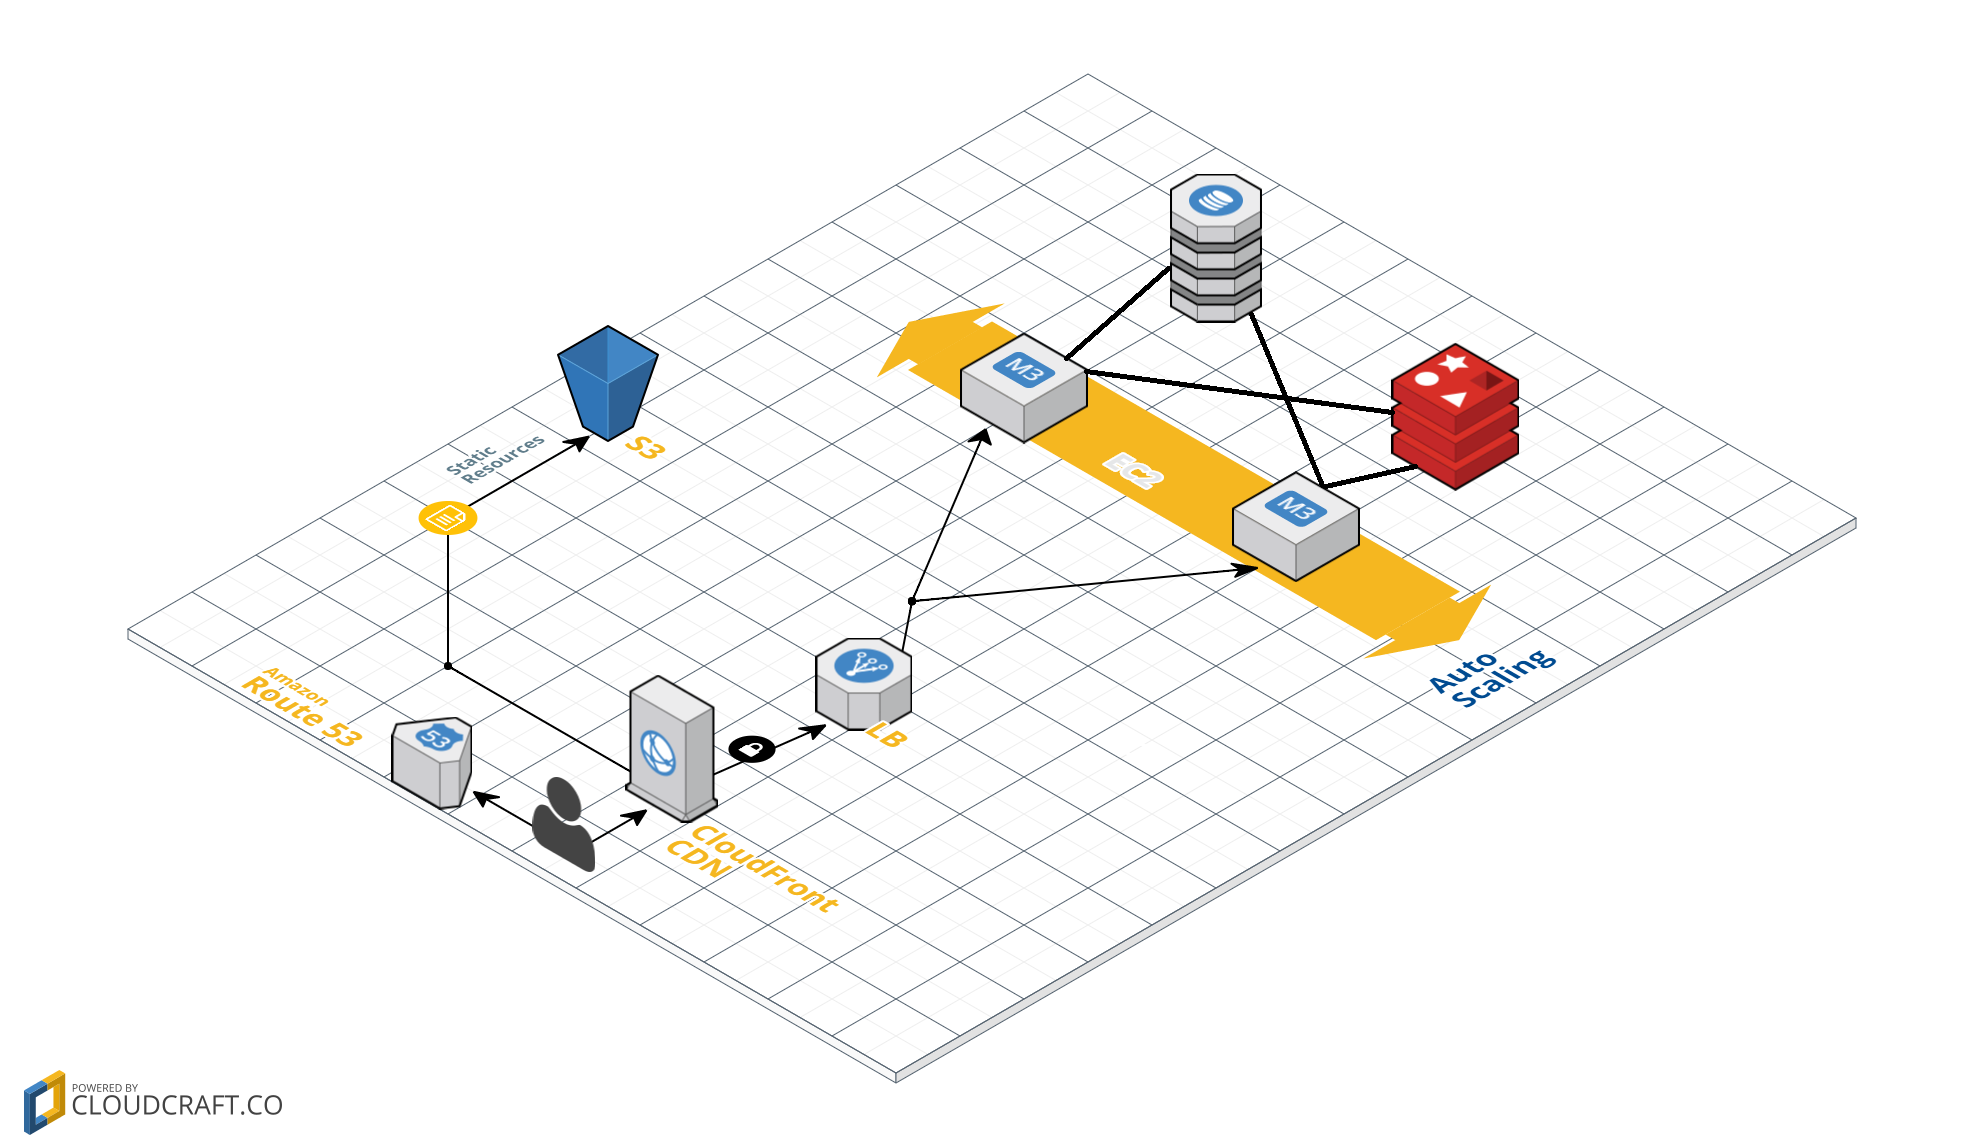 M3
EC2
M3
S3
Static
Resources
Auto
Scaling
Amazon
Route 53
53
LB
CloudFront
CDN
POWERED BY
CLOUDCRAFT.CO